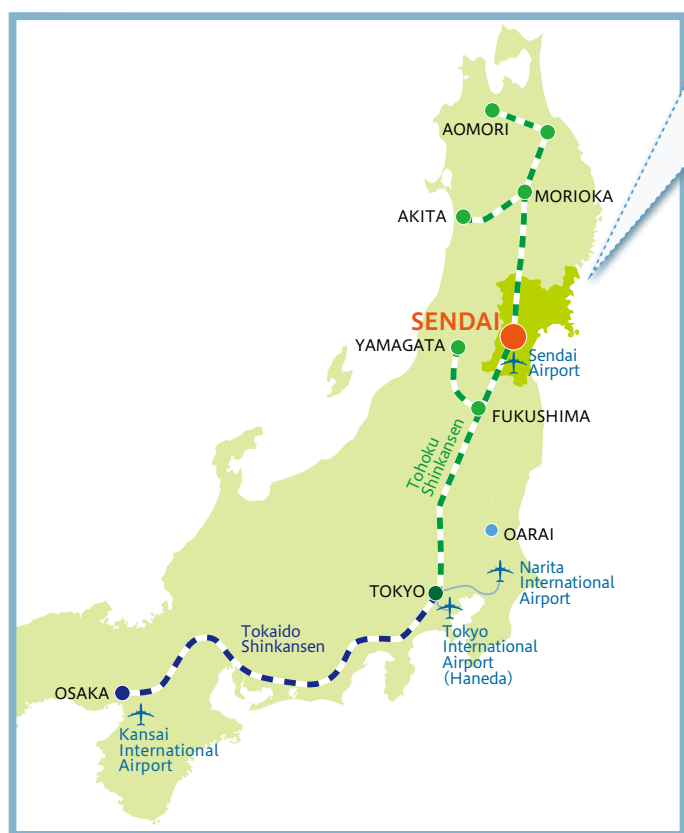 AOMORI
MORIOKA
AKITA
SENDAI
YAMAGATA
Sendai
Airport
FUKUSHIMA
Tohoku
Shinkansen
OARAI
Narita
International
Airport
TOKYO
Tokyo
International
Airport
(Haneda)
Tokaido
Shinkansen
OSAKA
Kansai
International
Airport